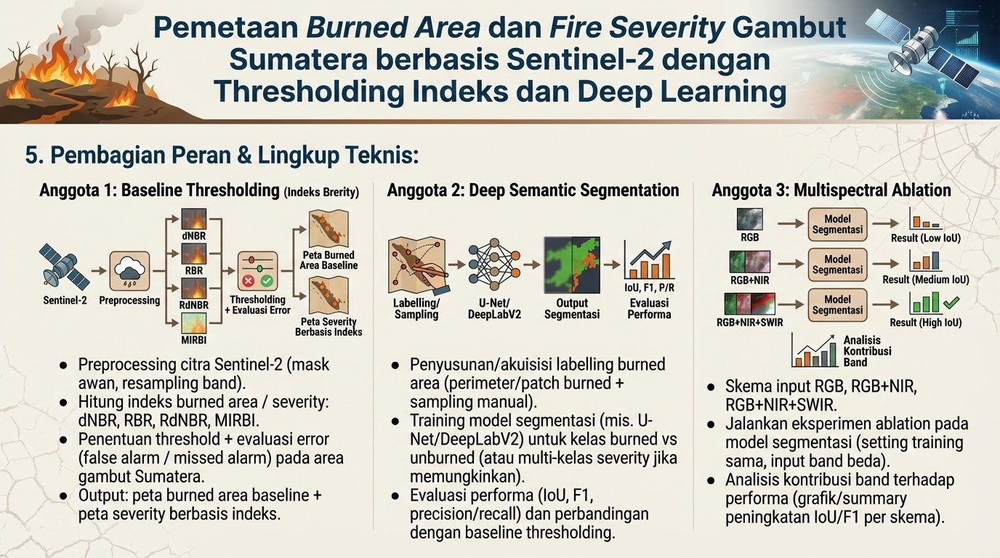 Pemetaan Burned Area dan Fire Severity Gambut
Sumatera berbasis Sentinel-2 dengan
Thresholding Indeks dan Deep Learning
5. Pembagian Peran & Lingkup Teknis:
Anggota 1: Baseline Thresholding (Indeks Brerity)
Sentinel-2
Preprocessing
dNBR
RBR
RdNBR
MIRBI
Thresholding
+ Evaluasi Error
Peta Burned
Area Baseline
Peta Severity
Berbasis Indeks
● Preprocessing citra Sentinel-2 (mask
awan, resampling band).
● Hitung indeks burned area / severity:
dNBR, RBR, RdNBR, MIRBI.
● Penentuan threshold + evaluasi error
(false alarm / missed alarm) pada area
gambut Sumatera.
● Output: peta burned area baseline +
peta severity berbasis indeks.
Anggota 2: Deep Semantic Segmentation
Labelling/
Sampling
U-Net/
DeepLabV2
Output
Segmentasi
IoU, F1, P/R
Evaluasi
Performa
● Penyusunan/akuisisi labelling burned
area (perimeter/patch burned +
sampling manual).
● Training model segmentasi (mis. U-
Net/DeepLabV2) untuk kelas burned vs
unburned (atau multi-kelas severity jika
memungkinkan).
● Evaluasi performa (IoU, F1,
precision/recall) dan perbandingan
dengan baseline thresholding.
Anggota 3: Multispectral Ablation
RGB
Model
Segmentasi
Result (Low IoU)
RGB+NIR
Model
Segmentasi
Result (Medium IoU)
RGB+NIR+SWIR
Model
Segmentasi
Result (High IoU)
Analisis
Kontribusi
Band
● Skema input RGB, RGB+NIR,
RGB+NIR+SWIR.
● Jalankan eksperimen ablation pada
model segmentasi (setting training
sama, input band beda).
● Analisis kontribusi band terhadap
performa (grafik/summary
peningkatan IoU/F1 per skema).